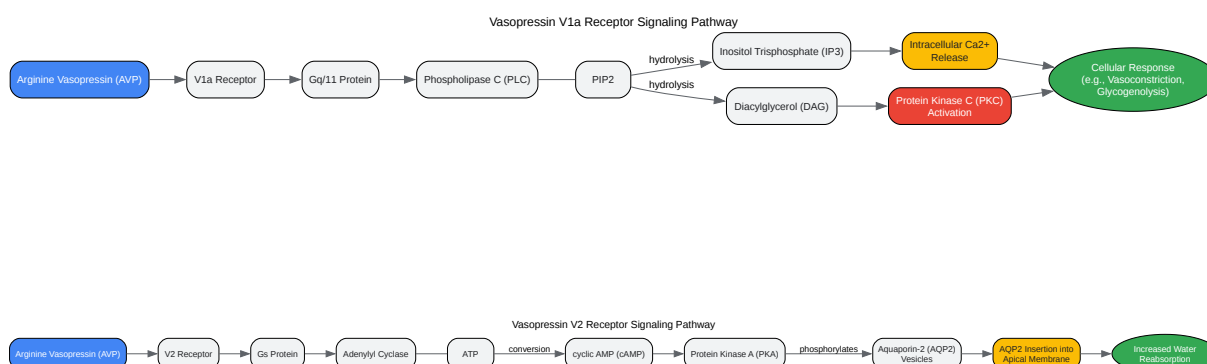 Vasopressin V1a Receptor Signaling Pathway
Arginine Vasopressin (AVP)
V1a Receptor
Gq/11 Protein
Phospholipase C (PLC)
PIP2
hydrolysis
hydrolysis
Inositol Trisphosphate (IP3)
Diacylglycerol (DAG)
Intracellular Ca2+
Release
Protein Kinase C (PKC)
Activation
Cellular Response
(e.g., Vasoconstriction,
Glycogenolysis)
Vasopressin V2 Receptor Signaling Pathway
Arginine Vasopressin (AVP)
V2 Receptor
Gs Protein
Adenylyl Cyclase
ATP
conversion
cyclic AMP (cAMP)
Protein Kinase A (PKA)
phosphorylates
Aquaporin-2 (AQP2)
Vesicles
AQP2 Insertion into
Apical Membrane
Increased Water
Reabsorption